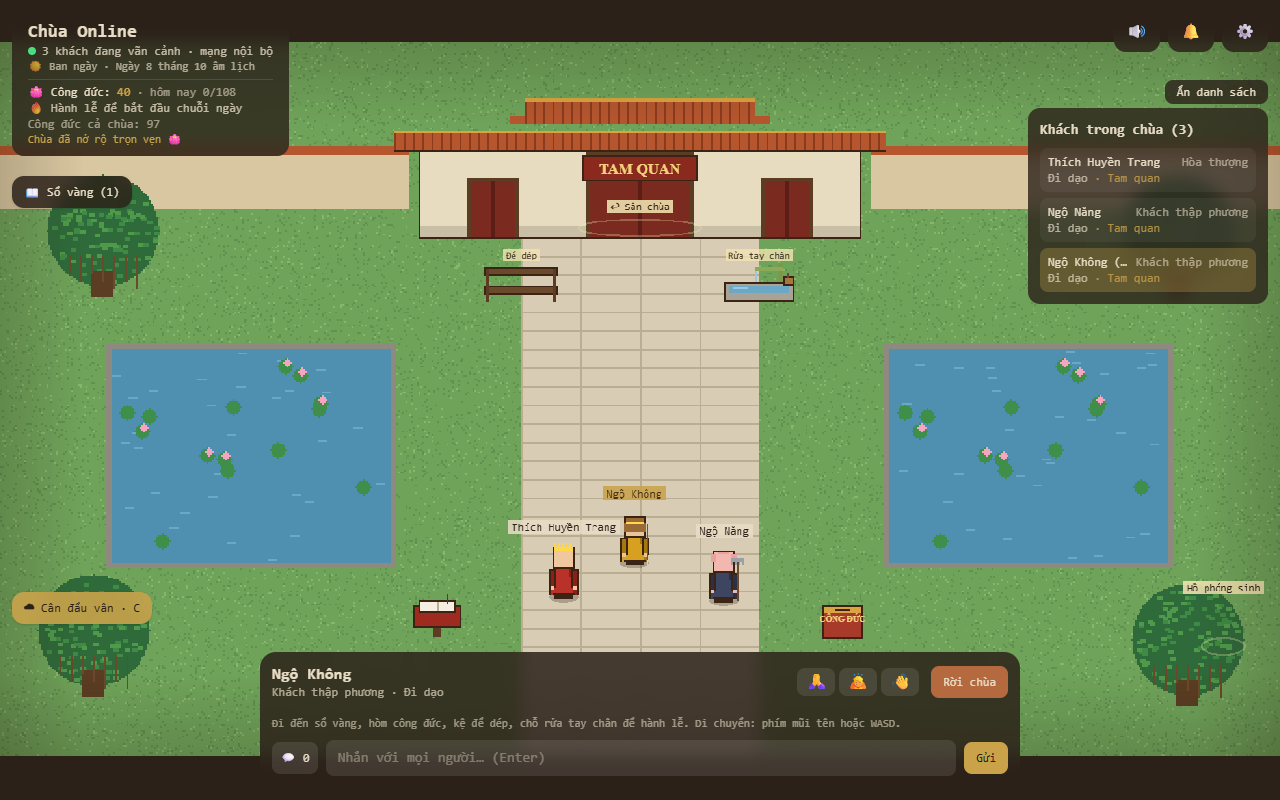 Chùa Online
3 khách đang vãn cảnh · mạng nội bộ
Ban ngày · Ngày 8 tháng 10 âm lịch
Công đức: 40 · hôm nay 0/108
Hành lễ để bắt đầu chuỗi ngày
Công đức cả chùa: 97
Chùa đã nở rộ trọn vẹn
Sổ vàng (1)
Ẩn danh sách
Khách trong chùa (3)
Thích Huyền Trang Hòa thượng
Đi dạo · Tam quan
Ngộ Năng Khách thập phương
Đi dạo · Tam quan
Ngộ Không (… Khách thập phương
Đi dạo · Tam quan
TAM QUAN
↩ Sân chùa
Để dép
Rửa tay chân
Ngộ Không
Thích Huyền Trang
Ngộ Năng
Hồ phóng sinh
Cân đẩu vân · C
CÔNG ĐỨC
Ngộ Không
Khách thập phương · Đi dạo
Rời chùa
Đi đến sổ vàng, hòm công đức, kệ để dép, chỗ rửa tay chân để hành lễ. Di chuyển: phím mũi tên hoặc WASD.
0
Nhắn với mọi người… (Enter)
Gửi